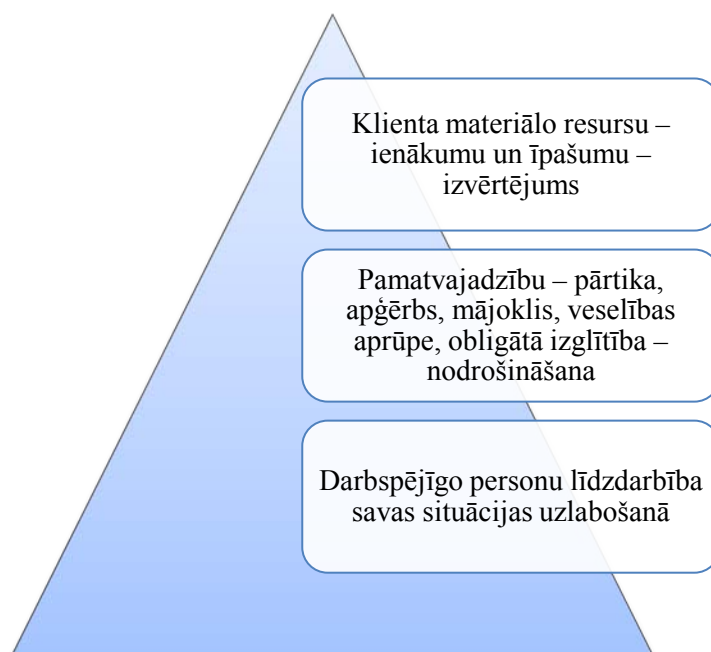 Klienta materiālo resursu –
ienākumu un īpašumu –
izvērtējums
Pamatvajadzību – pārtika,
apģērbs, mājoklis, veselības
aprūpe, obligātā izglītība –
nodrošināšana
Darbspējīgo personu līdzdarbība
savas situācijas uzlabošanā